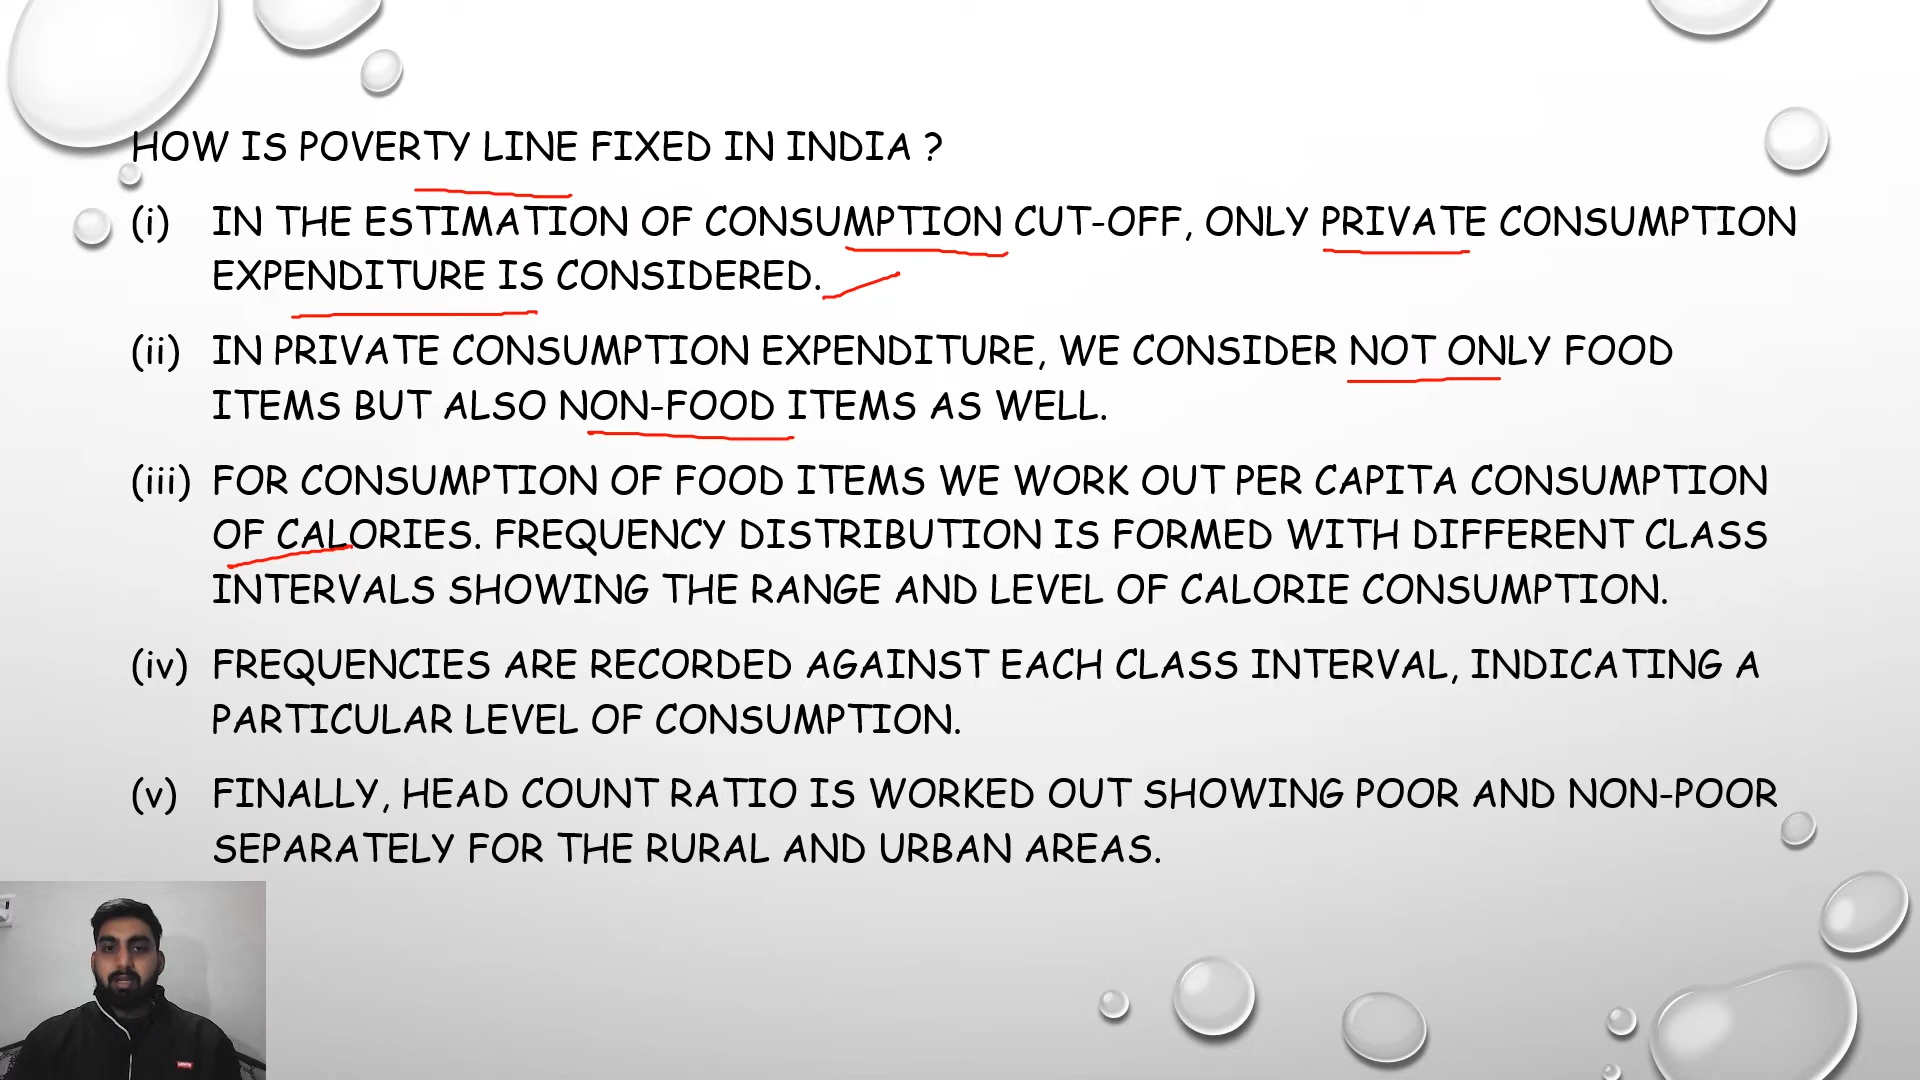 HOW IS POVERTY LINE FIXED IN INDIA ?
(i) IN THE ESTIMATION OF CONSUMPTION CUT-OFF, ONLY PRIVATE CONSUMPTION
EXPENDITURE IS CONSIDERED.
(ii) IN PRIVATE CONSUMPTION EXPENDITURE, WE CONSIDER NOT ONLY FOOD
ITEMS BUT ALSO NON-FOOD ITEMS AS WELL.
(iii) FOR CONSUMPTION OF FOOD ITEMS WE WORK OUT PER CAPITA CONSUMPTION
OF CALORIES. FREQUENCY DISTRIBUTION IS FORMED WITH DIFFERENT CLASS
INTERVALS SHOWING THE RANGE AND LEVEL OF CALORIE CONSUMPTION.
(iv) FREQUENCIES ARE RECORDED AGAINST EACH CLASS INTERVAL, INDICATING A
PARTICULAR LEVEL OF CONSUMPTION.
(v) FINALLY, HEAD COUNT RATIO IS WORKED OUT SHOWING POOR AND NON-POOR
SEPARATELY FOR THE RURAL AND URBAN AREAS.